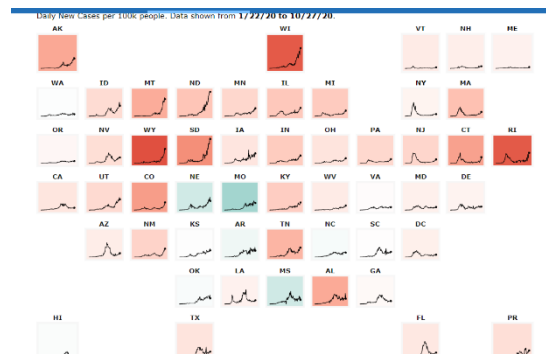 Daily New Cases per 100k people. Data shown from 1/22/20 to 10/27/20.
AK WI VT NH ME
WA ID MT ND MN IL MI NY MA
OR NV WY SD IA IN OH PA NJ CT RI
CA UT CO NE MO KY WV VA MD DE
AZ NM KS AR TN NC SC DC
OK LA MS AL GA
HI TX FL PR